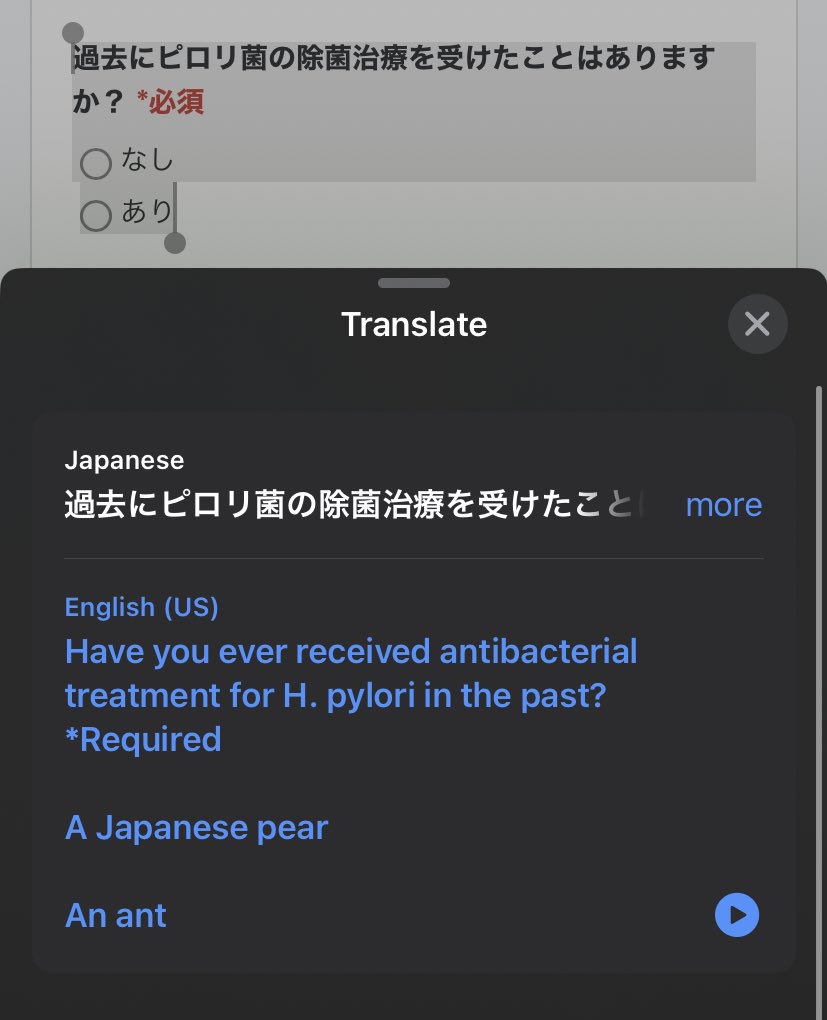 過去にピロリ菌の除菌治療を受けたことはあります
か？ *必須
なし
あり
Translate
Japanese
過去にピロリ菌の除菌治療を受けたこと
more
English (US)
Have you ever received antibacterial
treatment for H. pylori in the past?
*Required
A Japanese pear
An ant